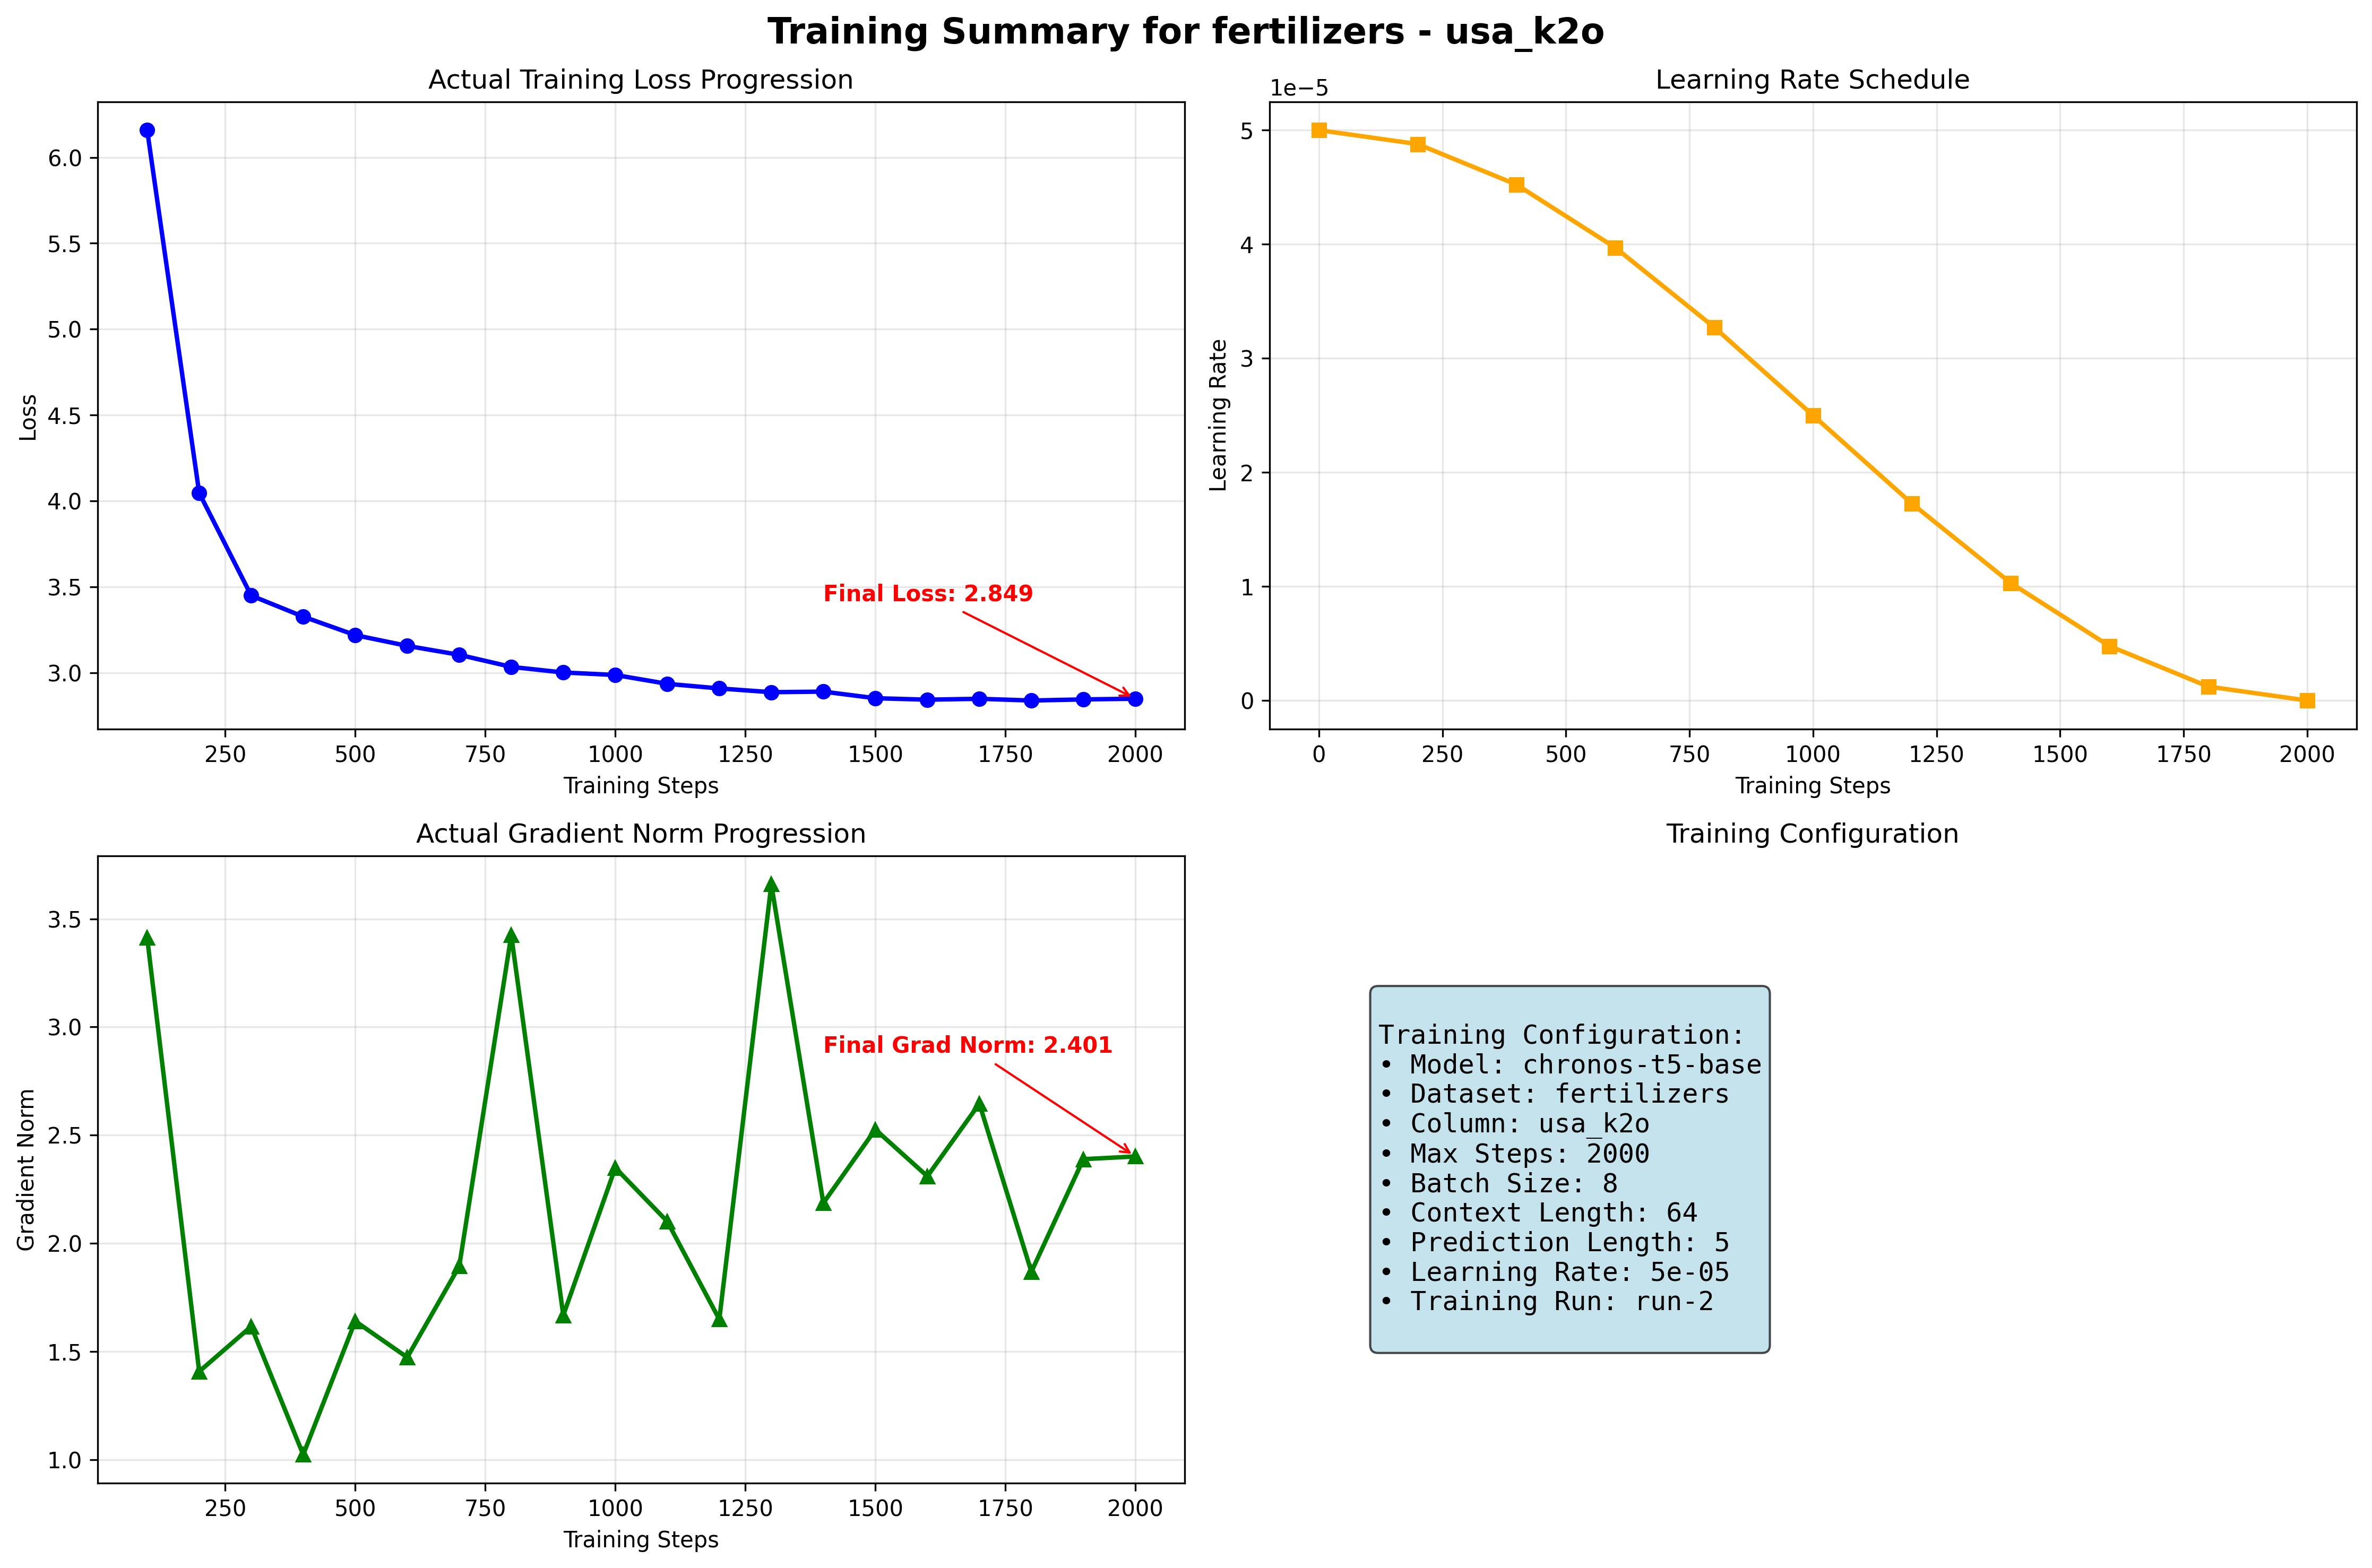 Training Summary for fertilizers - usa_k2o
Actual Training Loss Progression
6.0
5.5
5.0
4.5
4.0
3.5
3.0
Loss
Final Loss: 2.849
250 500 750 1000 1250 1500 1750 2000
Training Steps
Learning Rate Schedule
1e−5
5
4
3
2
1
0
Learning Rate
0 250 500 750 1000 1250 1500 1750 2000
Training Steps
Actual Gradient Norm Progression
3.5
3.0
2.5
2.0
1.5
1.0
Gradient Norm
Final Grad Norm: 2.401
250 500 750 1000 1250 1500 1750 2000
Training Steps
Training Configuration
Training Configuration:
• Model: chronos-t5-base
• Dataset: fertilizers
• Column: usa_k2o
• Max Steps: 2000
• Batch Size: 8
• Context Length: 64
• Prediction Length: 5
• Learning Rate: 5e-05
• Training Run: run-2